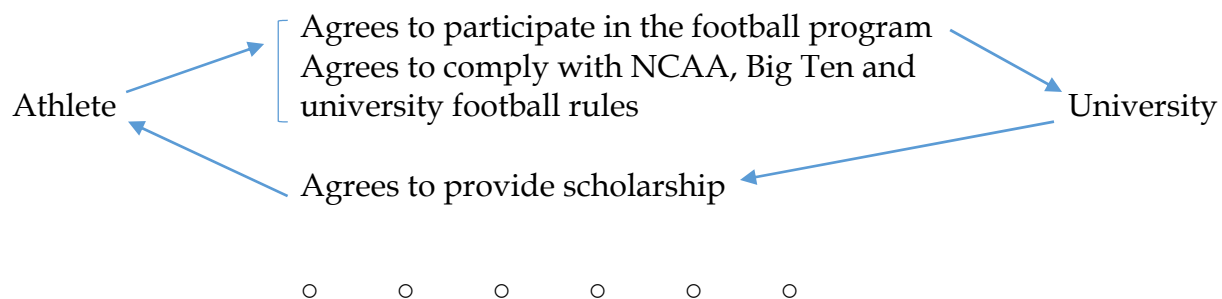 Agrees to participate in the football program
Agrees to comply with NCAA, Big Ten and
Athlete university football rules University
Agrees to provide scholarship